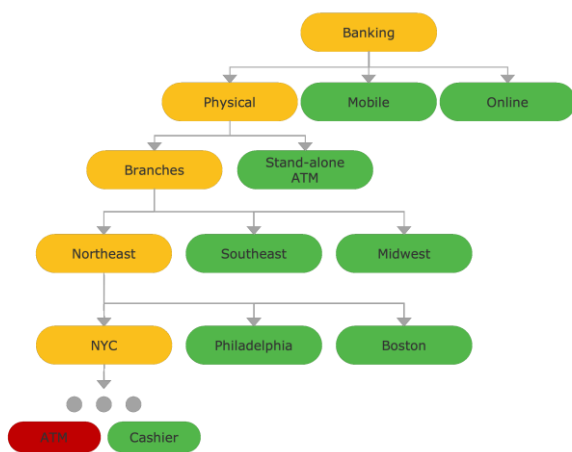 Banking
Physical
Mobile
Online
Branches
Stand-alone
ATM
Northeast
Southeast
Midwest
NYC
Philadelphia
Boston
ATM
Cashier